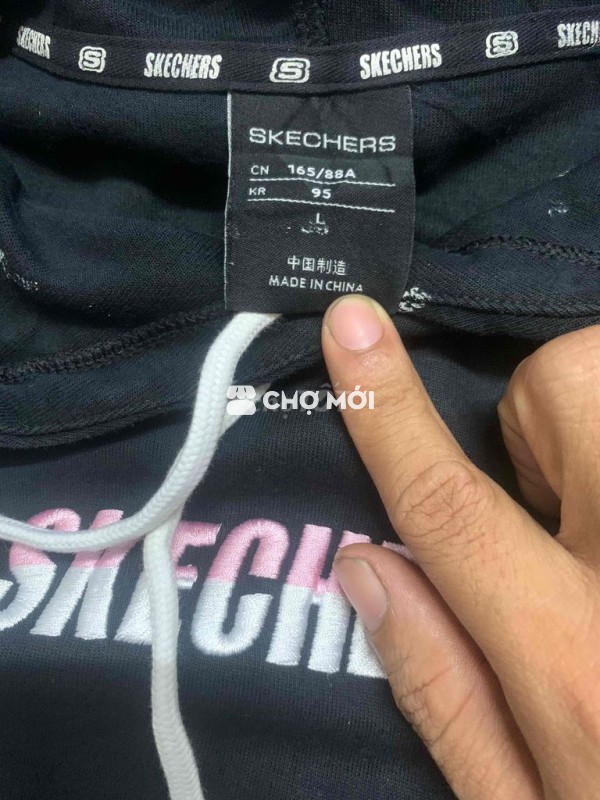 SKECHERS SKECHERS SKECHERS SKECH
SKECHERS
CN 165/88A
KR 95
L
中国制造
MADE IN CHINA
CHỢ MỚI
SKECHE